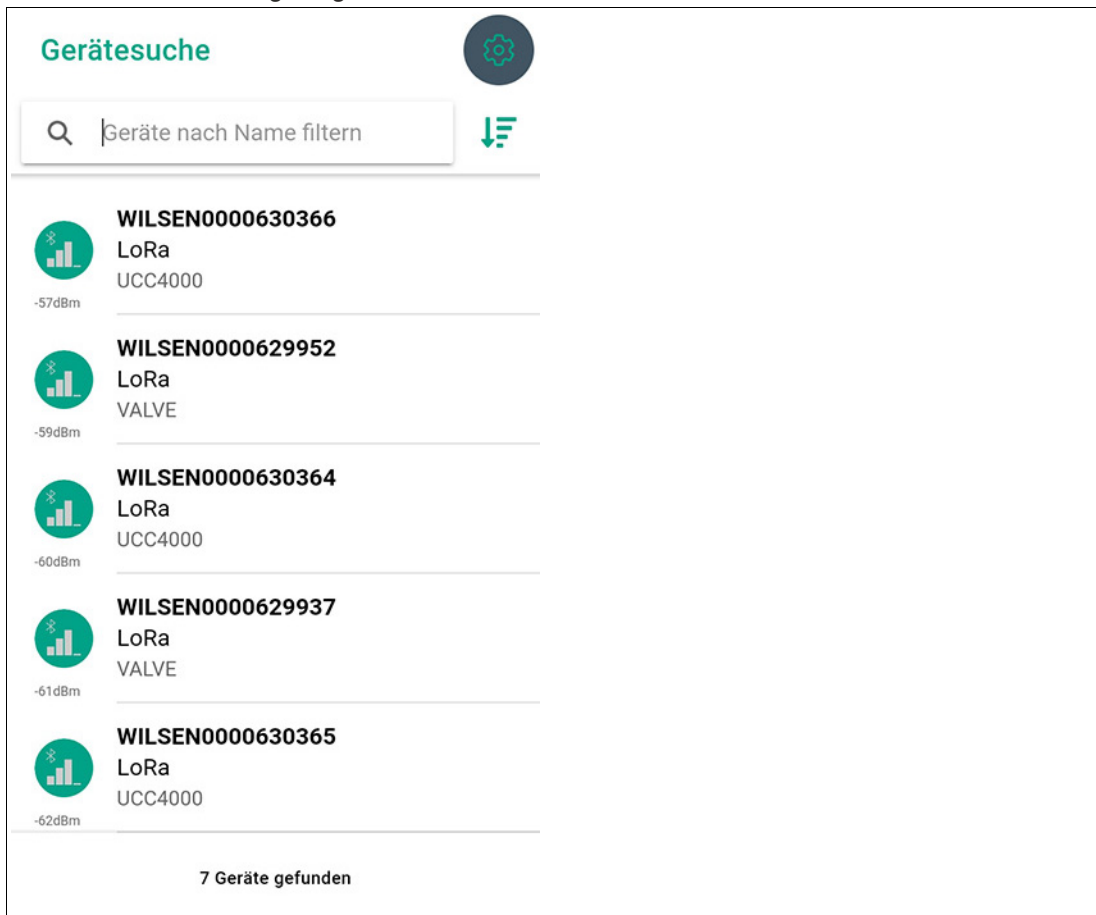 Gerätesuche
Geräte nach Name filtern
WILSEN0000630366
LoRa
UCC4000
-57dBm
WILSEN0000629952
LoRa
VALVE
-59dBm
WILSEN0000630364
LoRa
UCC4000
-60dBm
WILSEN0000629937
LoRa
VALVE
-61dBm
WILSEN0000630365
LoRa
UCC4000
-62dBm
7 Geräte gefunden